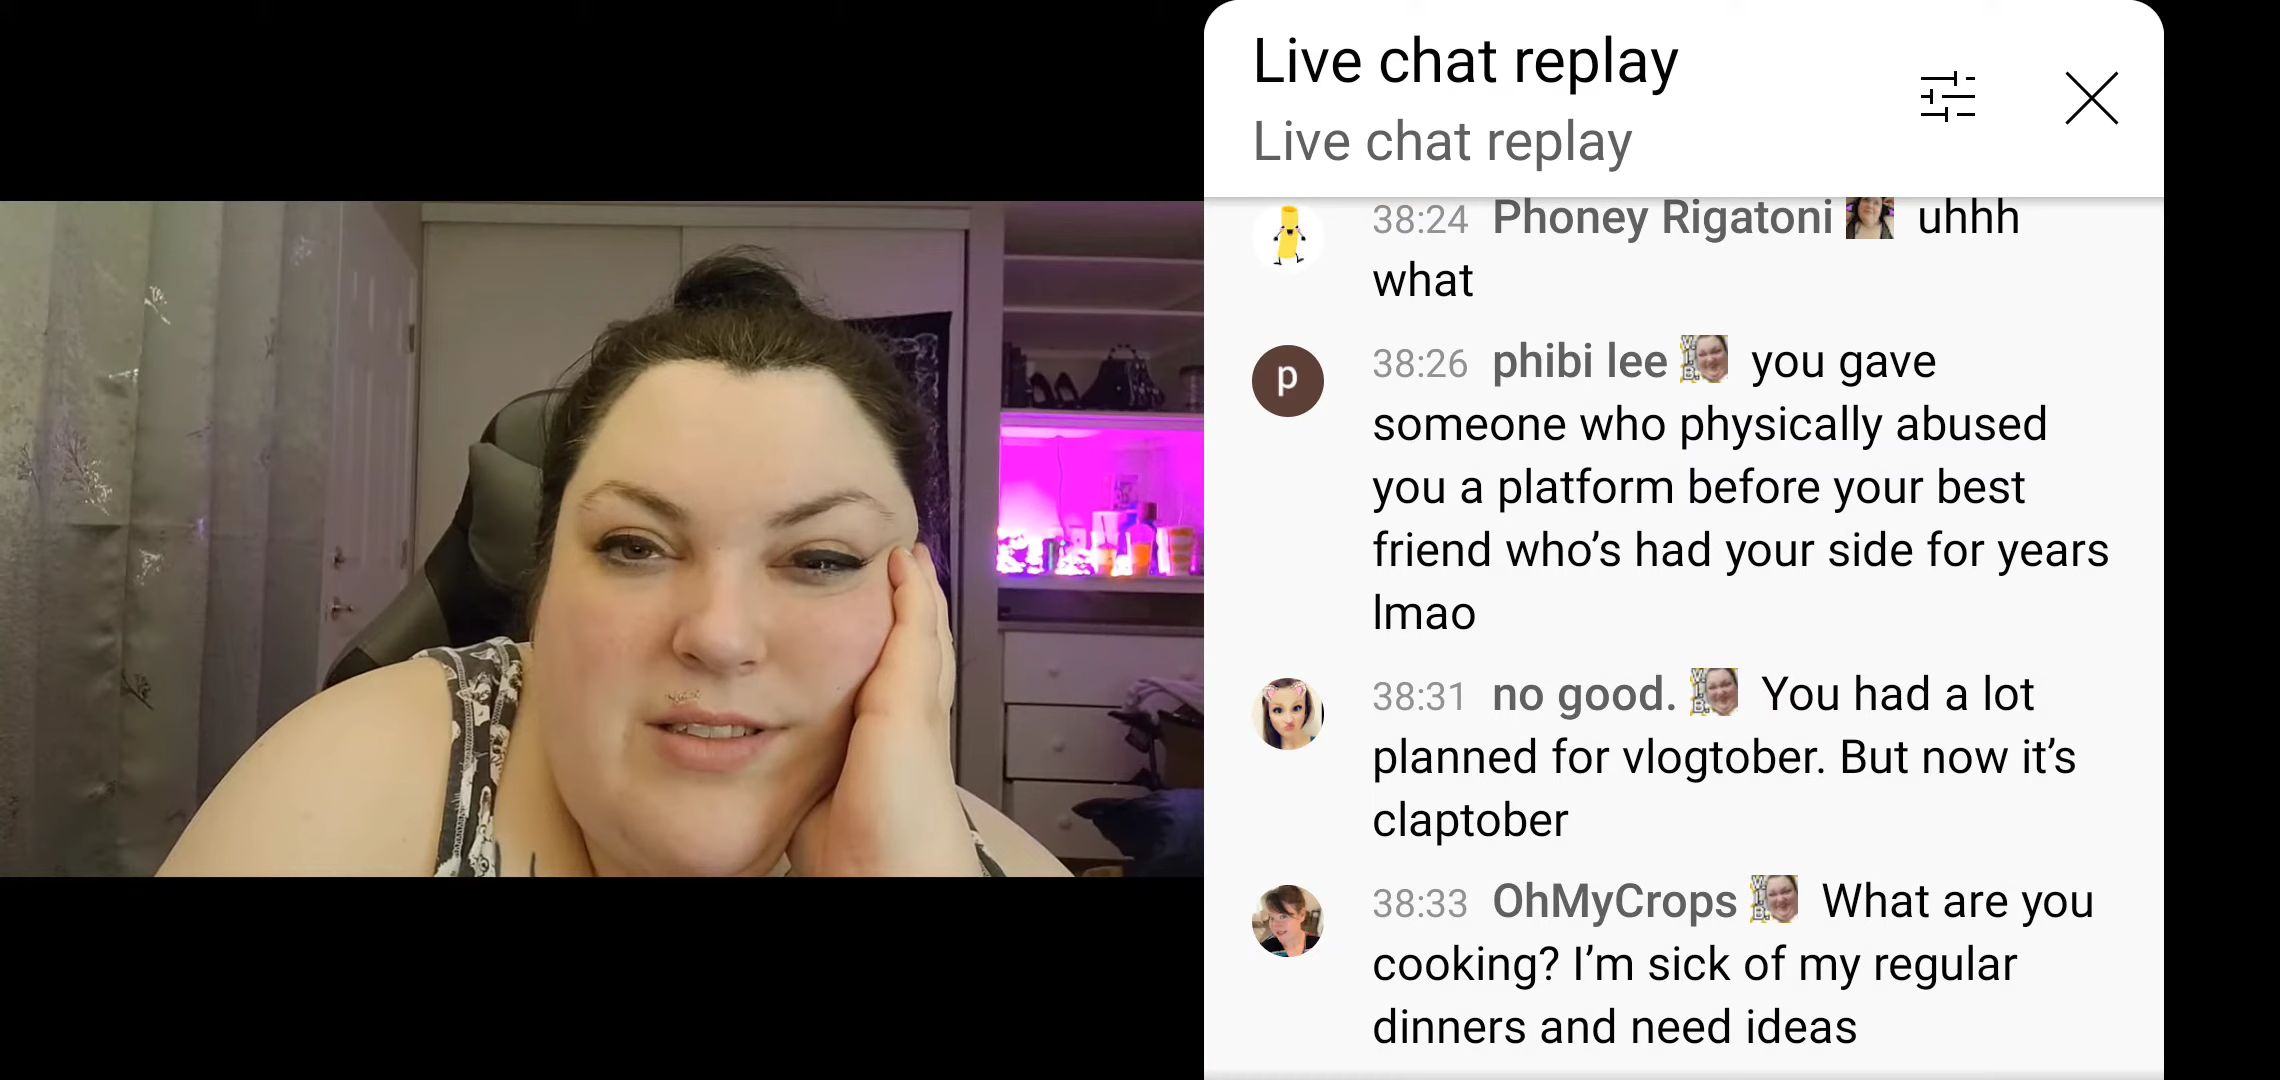 Live chat replay
Live chat replay
38:24 Phoney Rigatoni uhhh
what
p
38:26 phibi lee you gave
someone who physically abused
you a platform before your best
friend who’s had your side for years
lmao
38:31 no good. You had a lot
planned for vlogtober. But now it’s
claptober
38:33 OhMyCrops What are you
cooking? I’m sick of my regular
dinners and need ideas